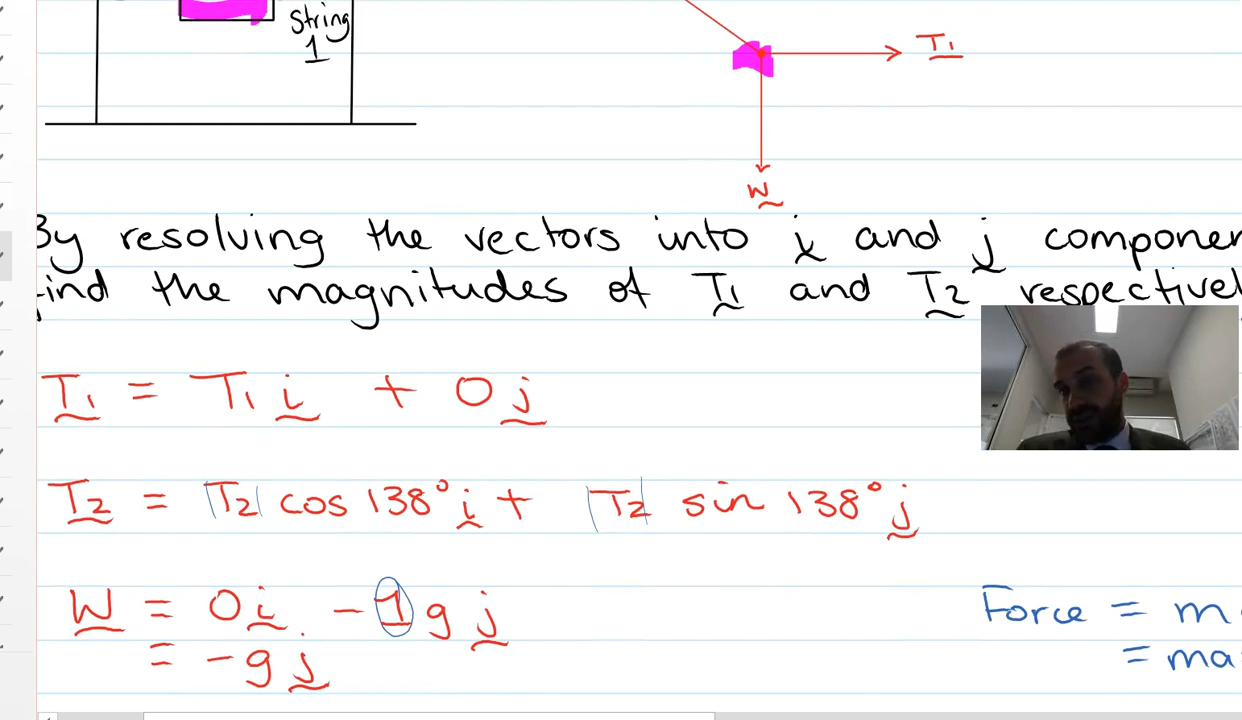 String
1
T1
W
By resolving the vectors into i and j componen
find the magnitudes of T1 and T2 respectivel
T1 = T1 i + 0 j
T2 = |T2| cos 138° i + |T2| sin 138° j
W = 0 i - 1 g j
= - g j
Force = m
= ma